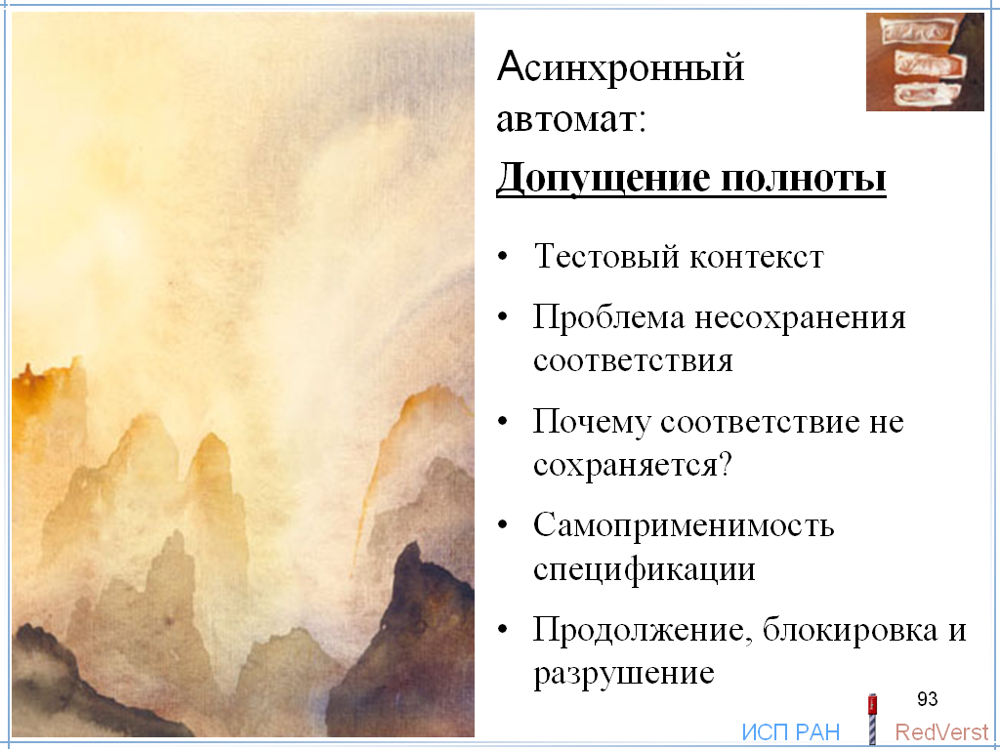 Асинхронный
автомат:
Допущение полноты
• Тестовый контекст
• Проблема несохранения
соответствия
• Почему соответствие не
сохраняется?
• Самоприменимость
спецификации
• Продолжение, блокировка и
разрушение
93
ИСП РАН RedVerst